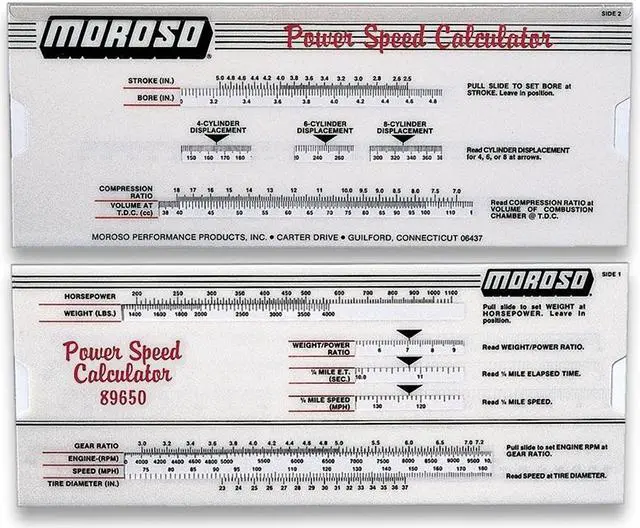 SIDE 2
MOROSO®
Power Speed Calculator
STROKE (IN.) 5.0 4.8 4.6 4.4 4.2 4.0 3.8 3.6 3.4 3.2 3.0 2.8 2.6 2.5
BORE (IN.) 3.2 3.4 3.6 3.8 4.0 4.2 4.4 4.6 4.8
PULL SLIDE TO SET BORE at
STROKE. Leave in position.
4-CYLINDER
DISPLACEMENT
6-CYLINDER
DISPLACEMENT
8-CYLINDER
DISPLACEMENT
150 160 170 180
240 260
300 320 340 360
Read CYLINDER DISPLACEMENT
for 4, 6, or 8 at arrows.
COMPRESSION
RATIO
18 17 16 15 14 13 12 11 10.0 9.5 9.0 8.5 8.0 7.5 7.0
VOLUME AT
T.D.C. (cc)
38 40 45 50 55 60 65 70 75 80 85 90 95 100 110
Read COMPRESSION RATIO at
VOLUME OF COMBUSTION
CHAMBER @ T.D.C.
MOROSO PERFORMANCE PRODUCTS, INC. • CARTER DRIVE • GUILFORD, CONNECTICUT 06437
SIDE 1
MOROSO.
HORSEPOWER 200 250 300 350 400 450 500 600 700 800 900 1000 1100
WEIGHT (LBS.) 1400 1600 1800 2000 2500 3000 3500 4000
Pull slide to set WEIGHT at
HORSEPOWER. Leave in
position.
Power Speed
Calculator
89650
WEIGHT/POWER
RATIO
6 7 8 9
Read WEIGHT/POWER RATIO.
¼ MILE E.T.
(SEC.)
10.0 11
Read ¼ MILE ELAPSED TIME.
¼ MILE SPEED
(MPH)
130 120
Read ¼ MILE SPEED.
GEAR RATIO 3.0 3.2 3.4 3.6 3.8 4.0 4.2 4.4 4.6 4.8 5.0 5.5 6.0 6.5 7.0 7.2
ENGINE-(RPM) 4000 4200 4500 5000 6000 7000 8000 9000 10000
SPEED (MPH) 75 80 85 90 95 100 110 120 130 140 150 160 170 180
TIRE DIAMETER (IN.) 23 24 25 26 27 28 29 30 31 32 33 34 35 36 37
Pull slide to set ENGINE RPM at
GEAR RATIO.
Read SPEED at TIRE DIAMETER.